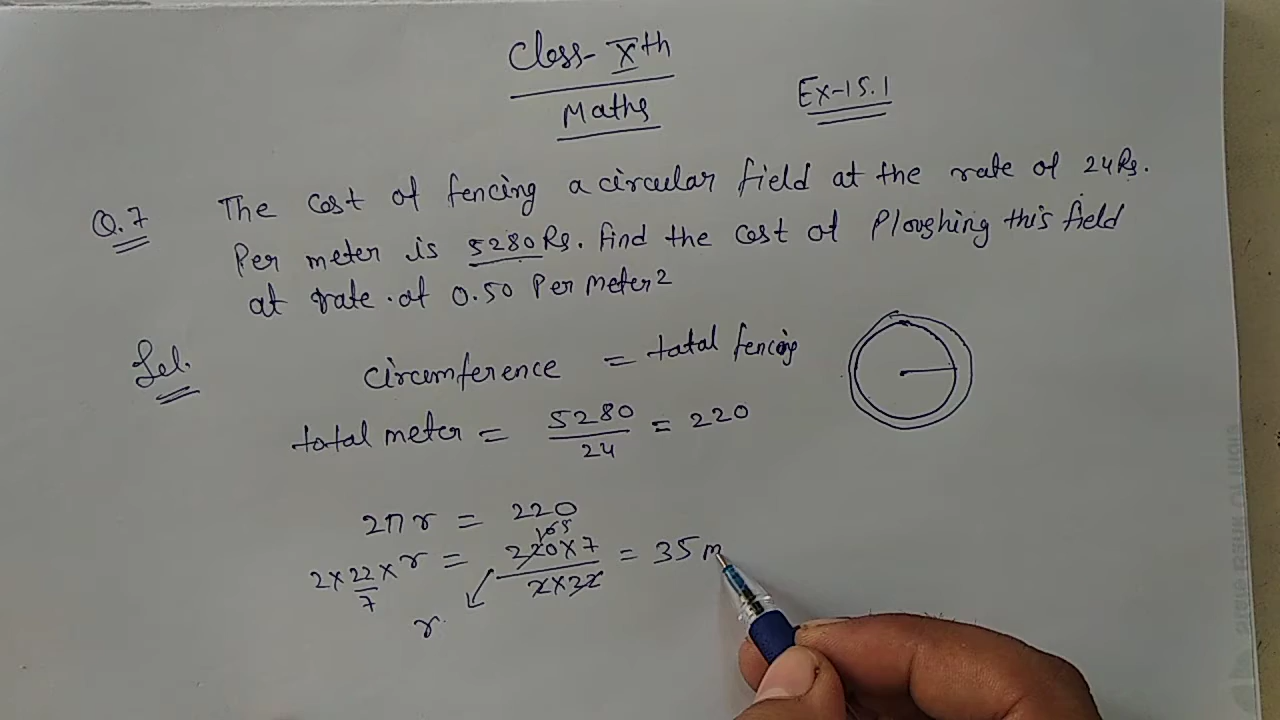 Class-Xth
Maths
Ex-15.1
Q.7 The cost of fencing a circular field at the rate of 24Rs.
Per meter is 5280Rs. find the cost of Ploughing this field
at rate of 0.50 Per meter2
Sol.
circumference = total fencing
total meter = 5280/24 = 220
2πr = 220
2×22/7×r = 220×7/2×22 = 35m
r